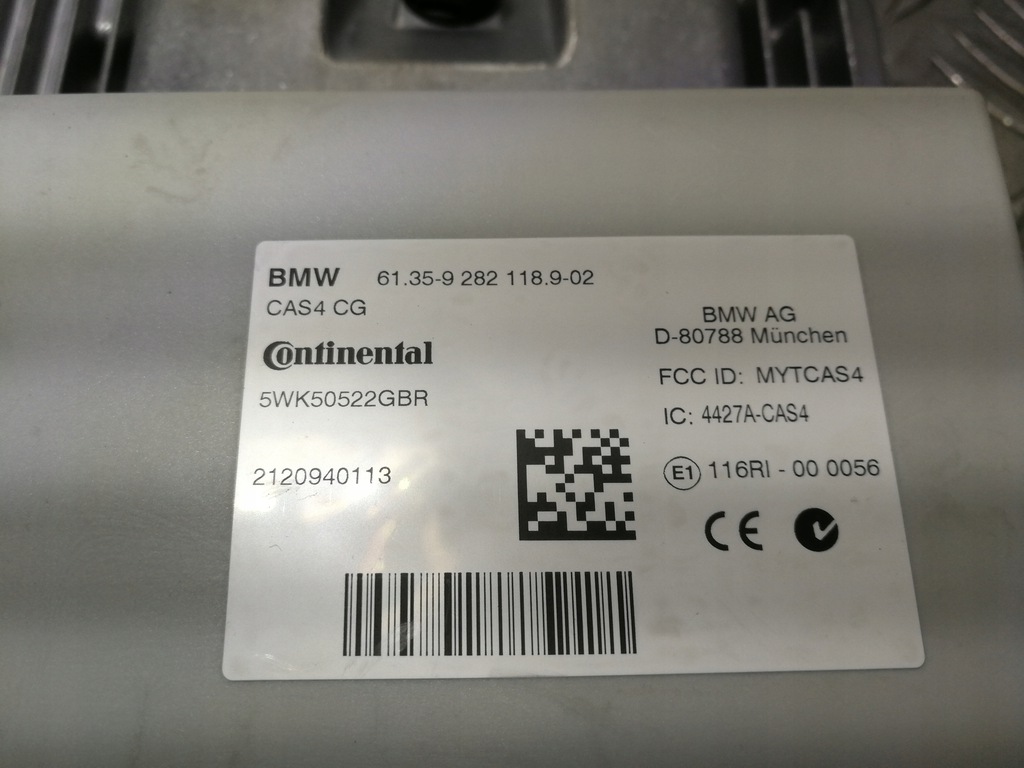 BMW 61.35-9 282 118.9-02
CAS4 CG
Continental
5WK50522GBR
2120940113
BMW AG
D-80788 München
FCC ID: MYTCAS4
IC: 4427A-CAS4
E1 116RI - 00 0056
CE